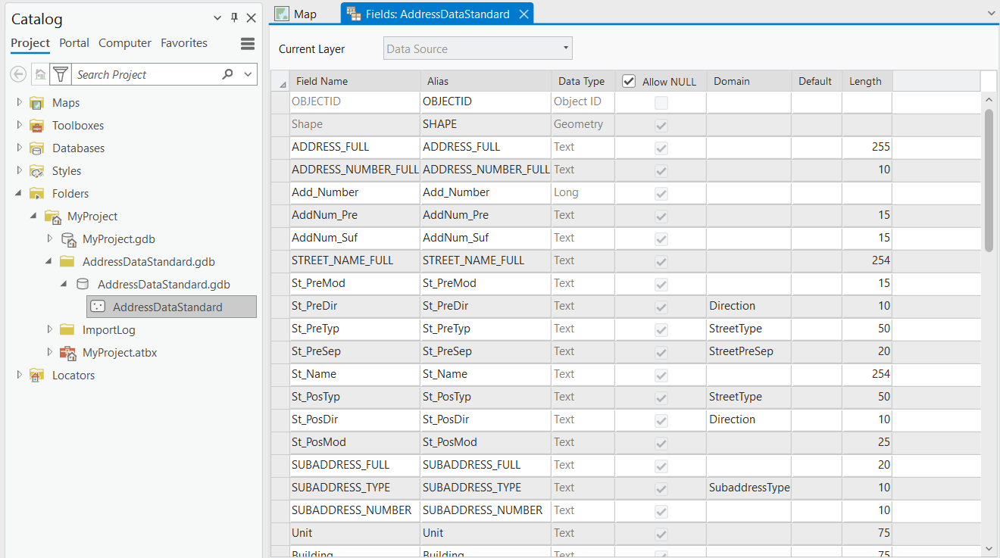 Catalog
Project Portal Computer Favorites
Search Project
Maps
Toolboxes
Databases
Styles
Folders
MyProject
MyProject.gdb
AddressDataStandard.gdb
AddressDataStandard.gdb
AddressDataStandard
ImportLog
MyProject.atbx
Locators
Map Fields: AddressDataStandard
Current Layer Data Source
Field Name Alias Data Type Allow NULL Domain Default Length
OBJECTID OBJECTID Object ID
Shape SHAPE Geometry
ADDRESS_FULL ADDRESS_FULL Text 255
ADDRESS_NUMBER_FULL ADDRESS_NUMBER_FULL Text 10
Add_Number Add_Number Long
AddNum_Pre AddNum_Pre Text 15
AddNum_Suf AddNum_Suf Text 15
STREET_NAME_FULL STREET_NAME_FULL Text 254
St_PreMod St_PreMod Text 15
St_PreDir St_PreDir Text Direction 10
St_PreTyp St_PreTyp Text StreetType 50
St_PreSep St_PreSep Text StreetPreSep 20
St_Name St_Name Text 254
St_PosTyp St_PosTyp Text StreetType 50
St_PosDir St_PosDir Text Direction 10
St_PosMod St_PosMod Text 25
SUBADDRESS_FULL SUBADDRESS_FULL Text 20
SUBADDRESS_TYPE SUBADDRESS_TYPE Text SubaddressType 10
SUBADDRESS_NUMBER SUBADDRESS_NUMBER Text 10
Unit Unit Text 75
Building Building Text 75